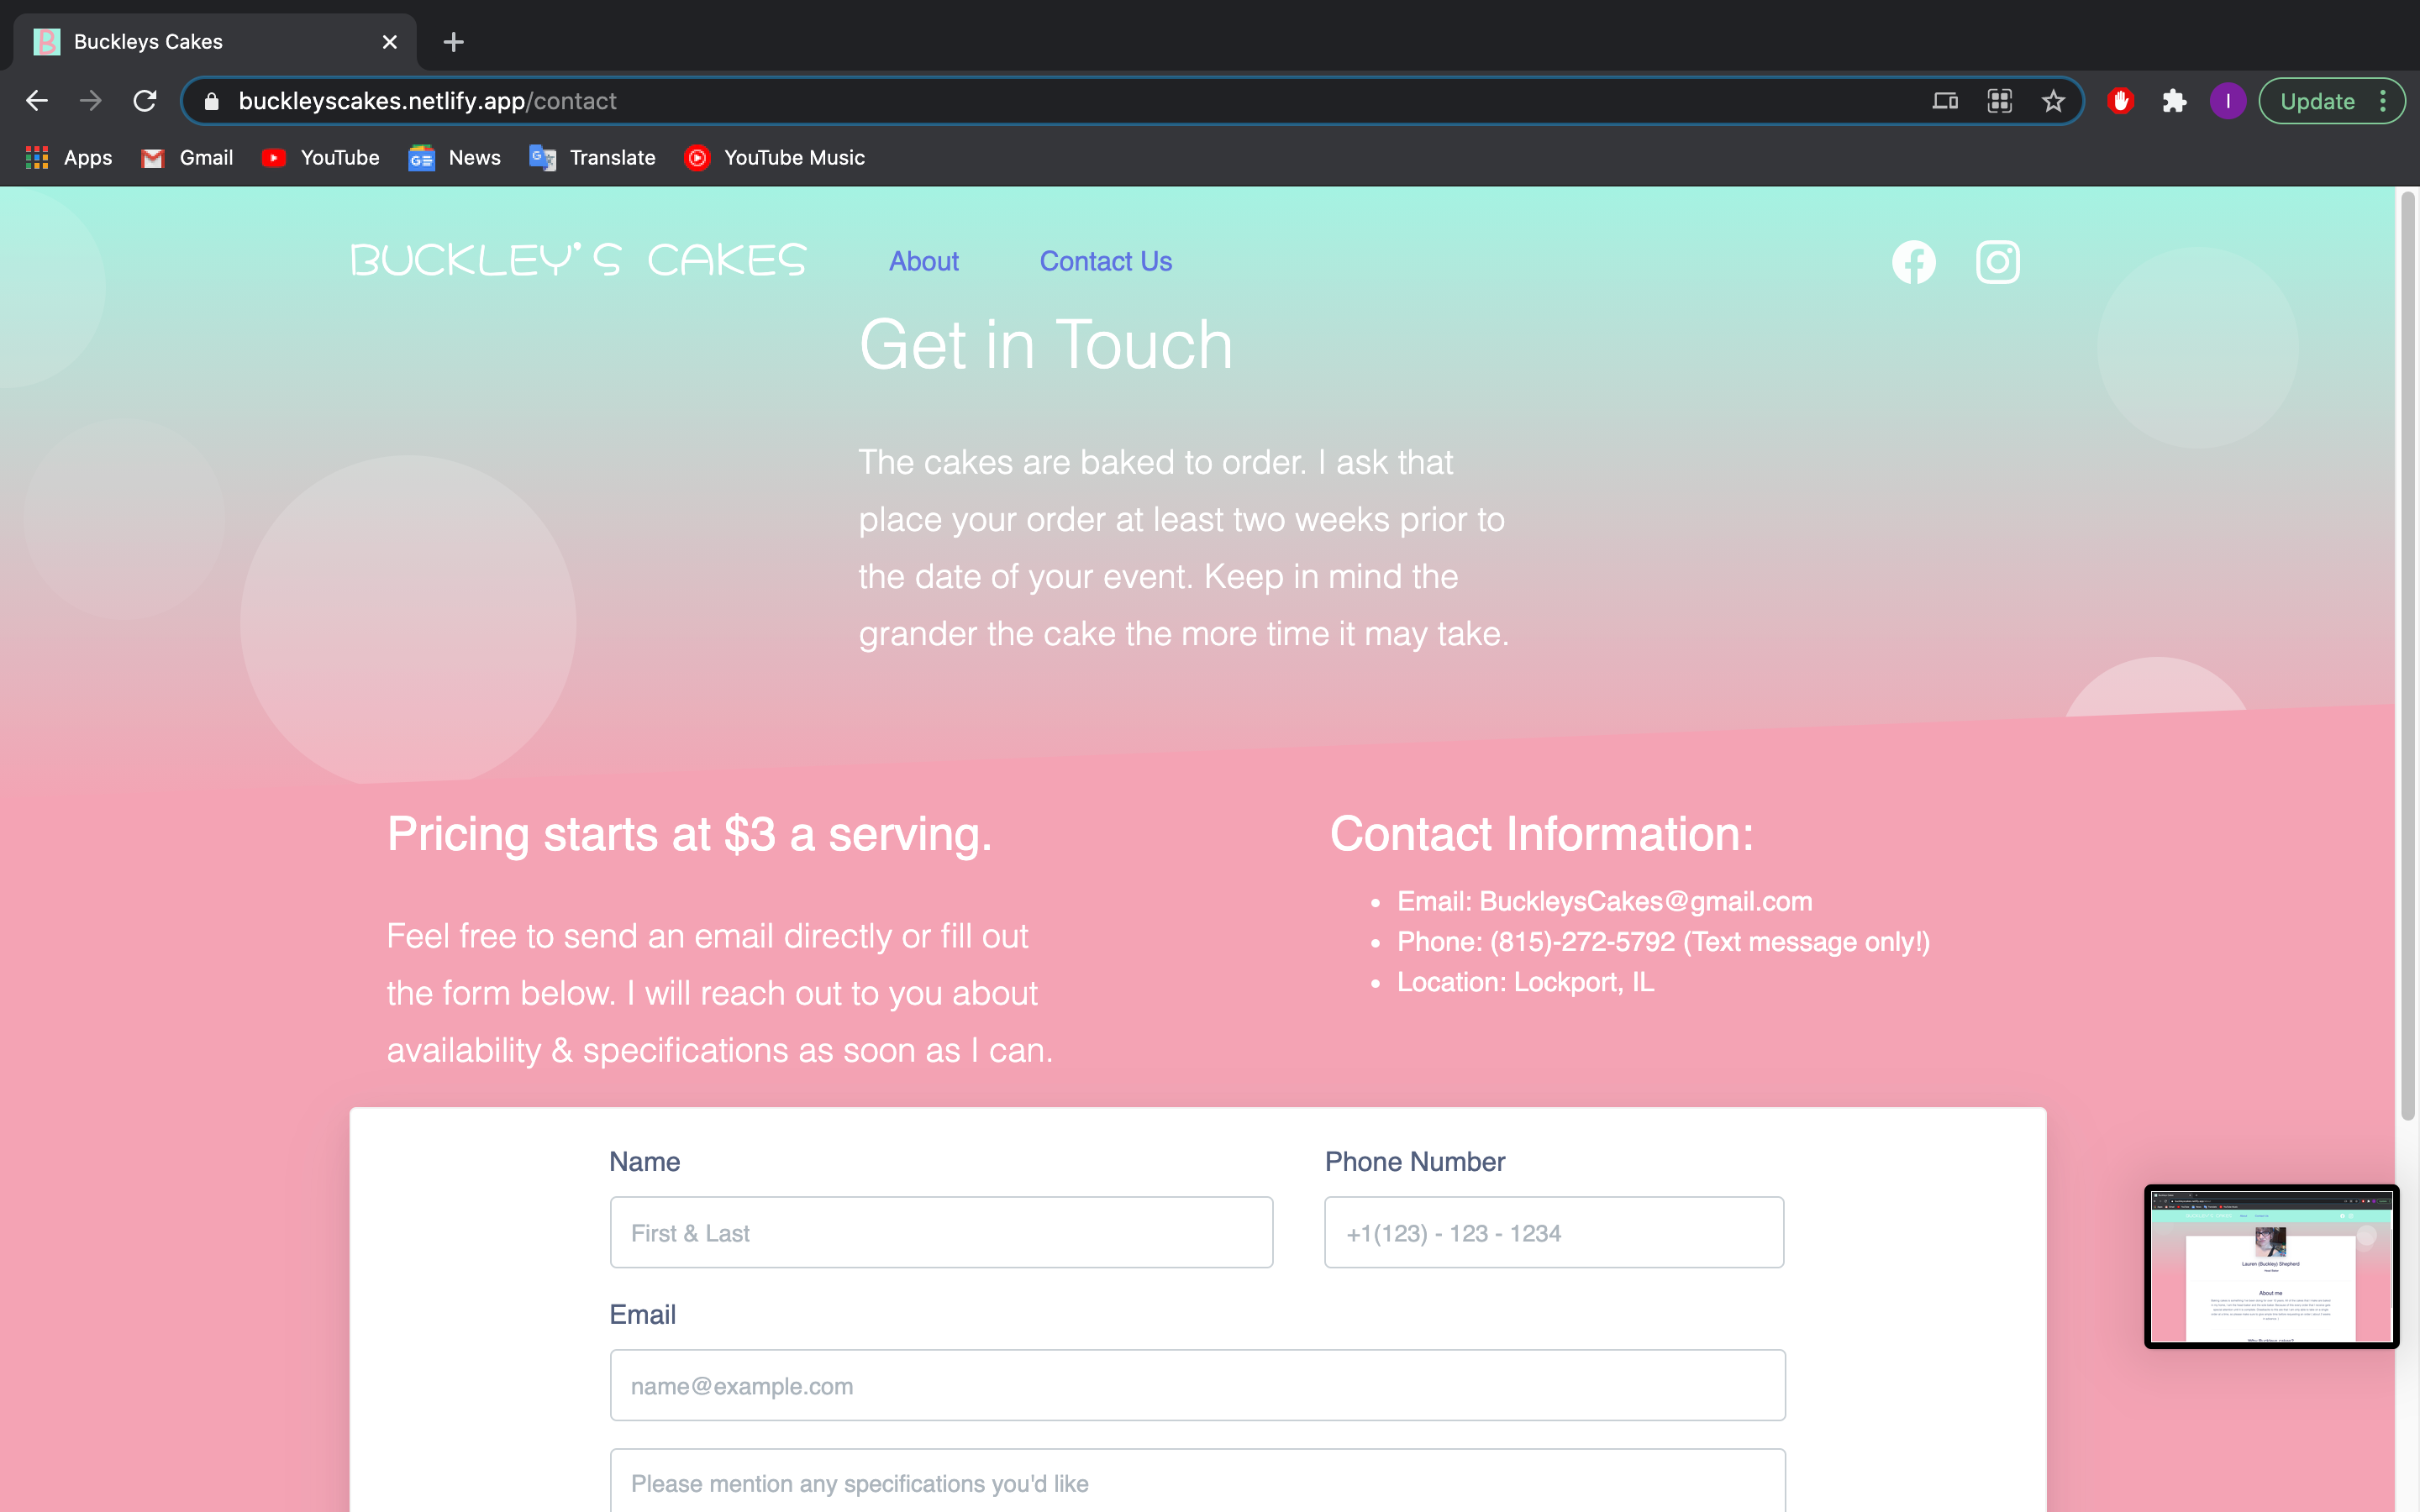 Buckleys Cakes
buckleyscakes.netlify.app/contact
I
Update
Apps
Gmail
YouTube
News
Translate
YouTube Music
BUCKLEY'S CAKES
About
Contact Us
Get in Touch
The cakes are baked to order. I ask that
place your order at least two weeks prior to
the date of your event. Keep in mind the
grander the cake the more time it may take.
Pricing starts at $3 a serving.
Feel free to send an email directly or fill out
the form below. I will reach out to you about
availability & specifications as soon as I can.
Contact Information:
• Email: BuckleysCakes@gmail.com
• Phone: (815)-272-5792 (Text message only!)
• Location: Lockport, IL
Name
Phone Number
First & Last
+1(123) - 123 - 1234
Email
name@example.com
Please mention any specifications you'd like
Lauren (Buckley) Shepherd
About me